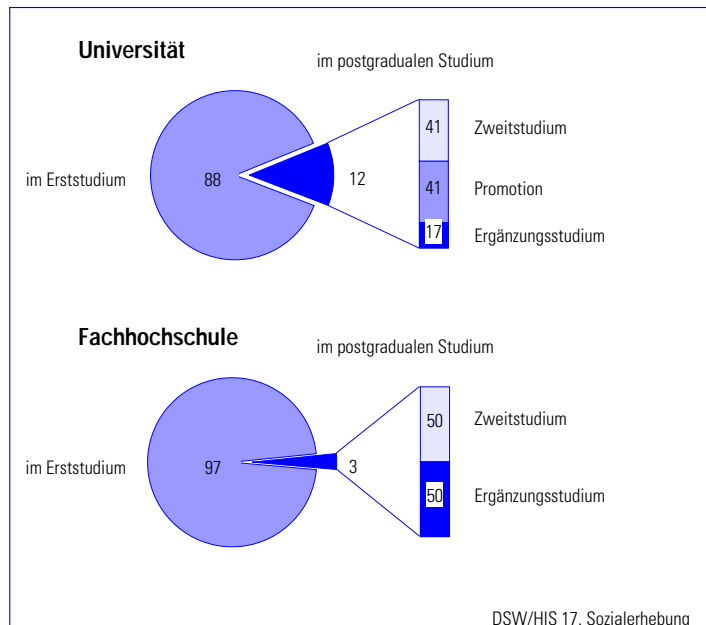 Universität
im postgradualen Studium
41
Zweitstudium
im Erststudium
88
12
41
Promotion
17
Ergänzungsstudium
Fachhochschule
im postgradualen Studium
50
Zweitstudium
im Erststudium
97
3
50
Ergänzungsstudium
DSW/HIS 17. Sozialerhebung